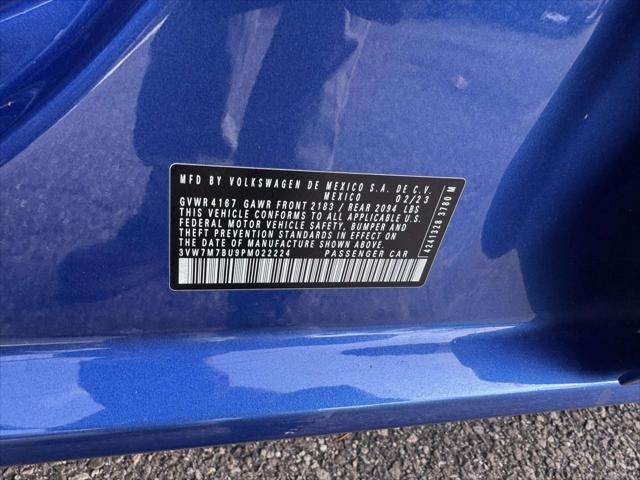 MFD BY VOLKSWAGEN DE MEXICO S.A. DE C.V.
MEXICO 02/23
GVWR 4167 GAWR FRONT 2183 / REAR 2094 LBS
THIS VEHICLE CONFORMS TO ALL APPLICABLE U.S.
FEDERAL MOTOR VEHICLE SAFETY, BUMPER AND
THEFT PREVENTION STANDARDS IN EFFECT ON
THE DATE OF MANUFACTURE SHOWN ABOVE.
3VW7M7BU9PM022224 PASSENGER CAR
4241328 3780 M